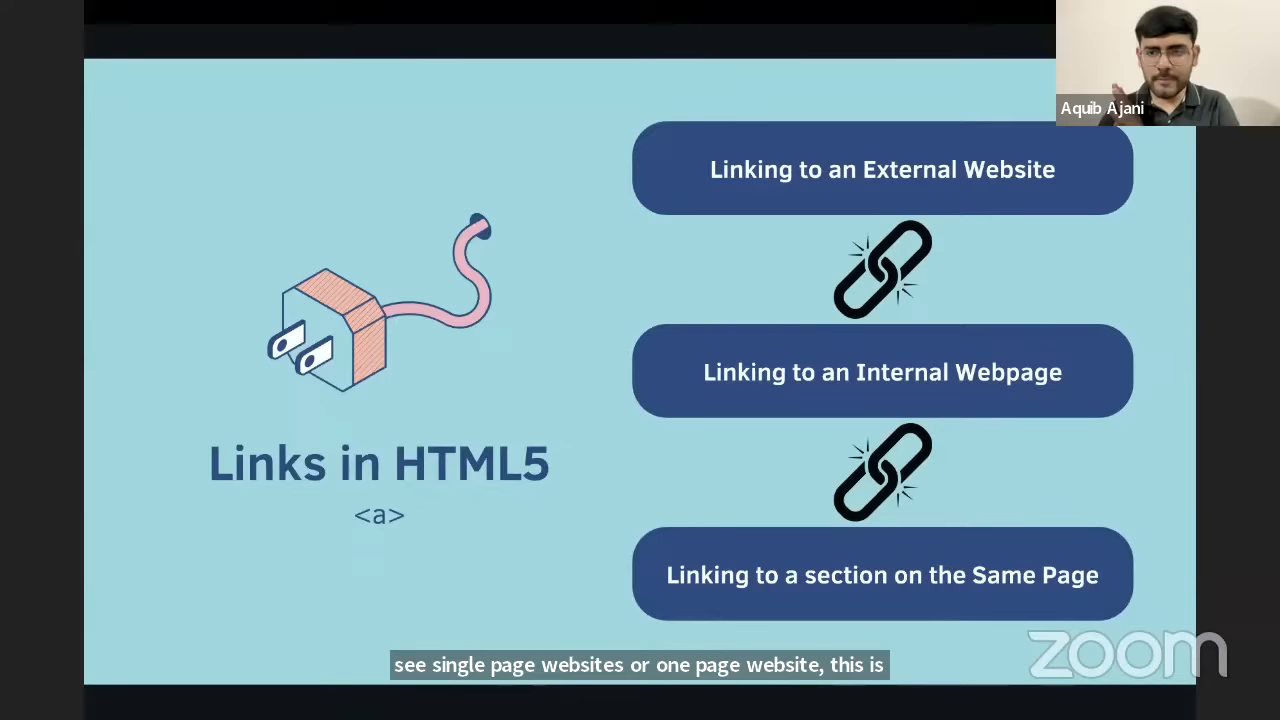 Aquib Ajani
Linking to an External Website
Linking to an Internal Webpage
Links in HTML5
<a>
Linking to a section on the Same Page
see single page websites or one page website, this is
zoom